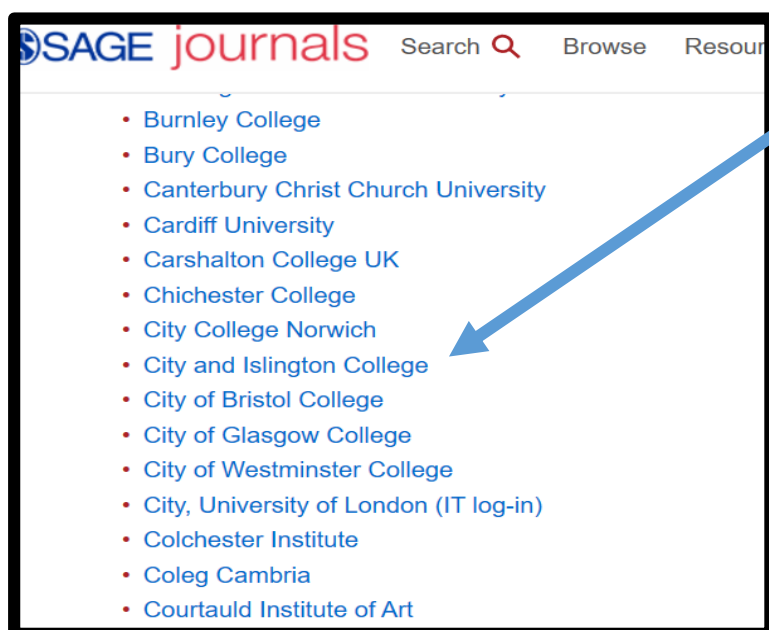 SAGE journals Search Browse Resour
• Burnley College
• Bury College
• Canterbury Christ Church University
• Cardiff University
• Carshalton College UK
• Chichester College
• City College Norwich
• City and Islington College
• City of Bristol College
• City of Glasgow College
• City of Westminster College
• City, University of London (IT log-in)
• Colchester Institute
• Coleg Cambria
• Courtauld Institute of Art